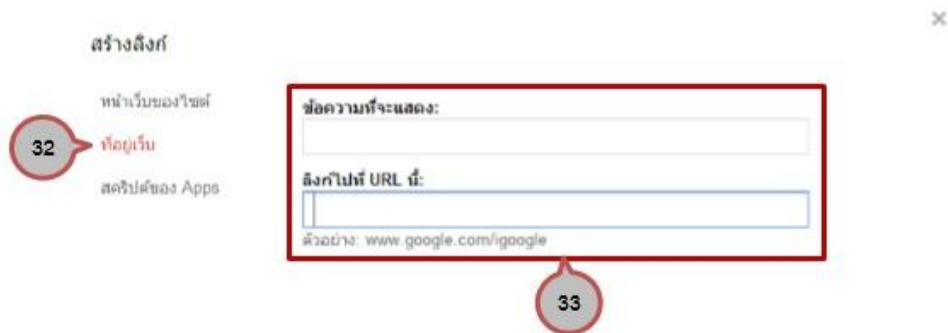 ×
สร้างลิงก์
หน้าเว็บของไซต์
ข้อความที่จะแสดง:
32
ที่อยู่เว็บ
สคริปต์ของ Apps
ลิงก์ไปที่ URL นี้:
ตัวอย่าง: www.google.com/igoogle
33